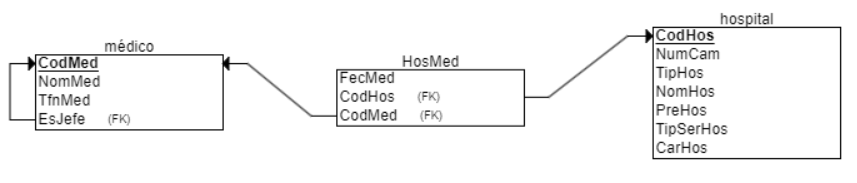 médico
CodMed
NomMed
TfnMed
EsJefe (FK)
HosMed
FecMed
CodHos (FK)
CodMed (FK)
hospital
CodHos
NumCam
TipHos
NomHos
PreHos
TipSerHos
CarHos